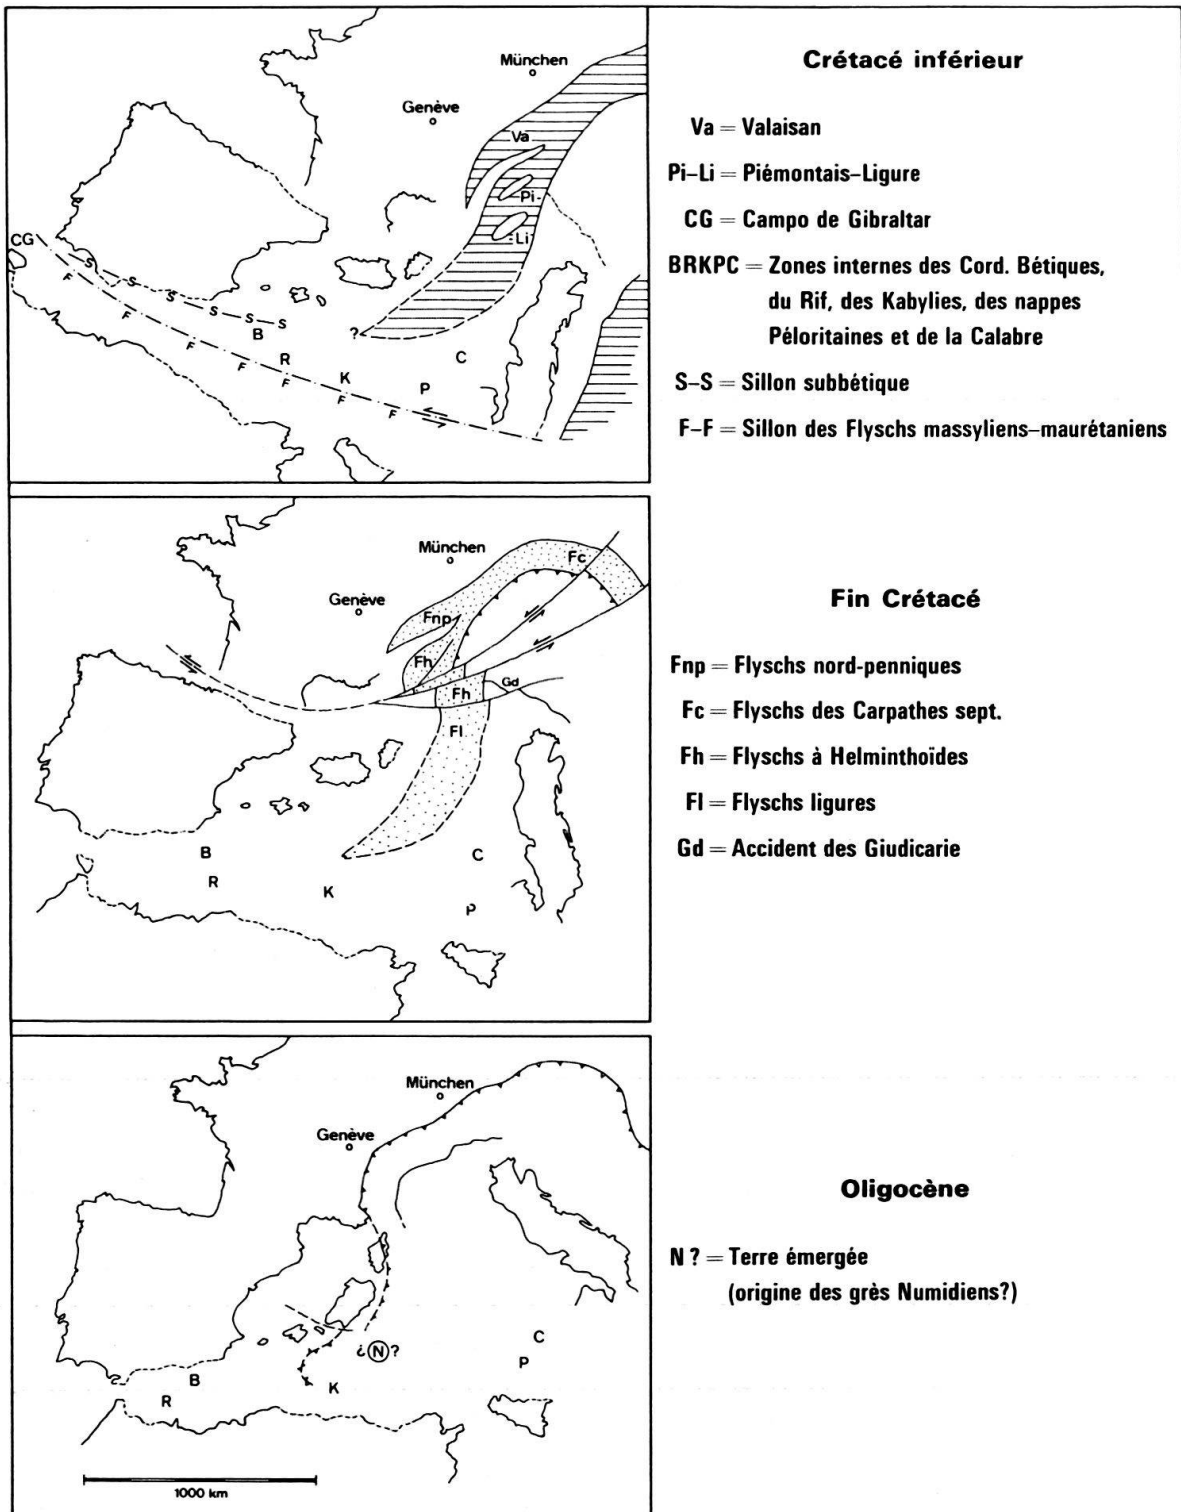 München
Genève
Va
Pi-
Li
CG
S S S S S S
F F F F F F F
B
R
K
P
C
?
Crétacé inférieur
Va = Valaisan
Pi–Li = Piémontais–Ligure
CG = Campo de Gibraltar
BRKPC = Zones internes des Cord. Bétiques,
du Rif, des Kabylies, des nappes
Péloritaines et de la Calabre
S–S = Sillon subbétique
F–F = Sillon des Flyschs massyliens–maurétaniens
München
Genève
Fc
Fnp
Fh
Fh
Gd
Fl
B
R
K
C
P
Fin Crétacé
Fnp = Flyschs nord-penniques
Fc = Flyschs des Carpathes sept.
Fh = Flyschs à Helminthoïdes
Fl = Flyschs ligures
Gd = Accident des Giudicarie
München
Genève
¿ N ?
B
R
K
C
P
1000 km
Oligocène
N ? = Terre émergée
(origine des grès Numidiens?)